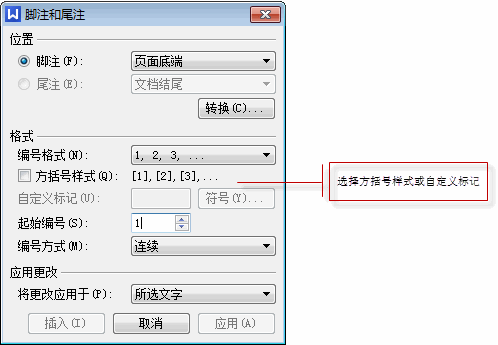 W 脚注和尾注
位置
脚注(F): 页面底端
尾注(E): 文档结尾
转换(C)...
格式
编号格式(N): 1, 2, 3, ...
方括号样式(Q): [1],[2],[3],...
选择方括号样式或自定义标记
自定义标记(U): 符号(Y)...
起始编号(S): 1
编号方式(M): 连续
应用更改
将更改应用于(P): 所选文字
插入(I) 取消 应用(A)